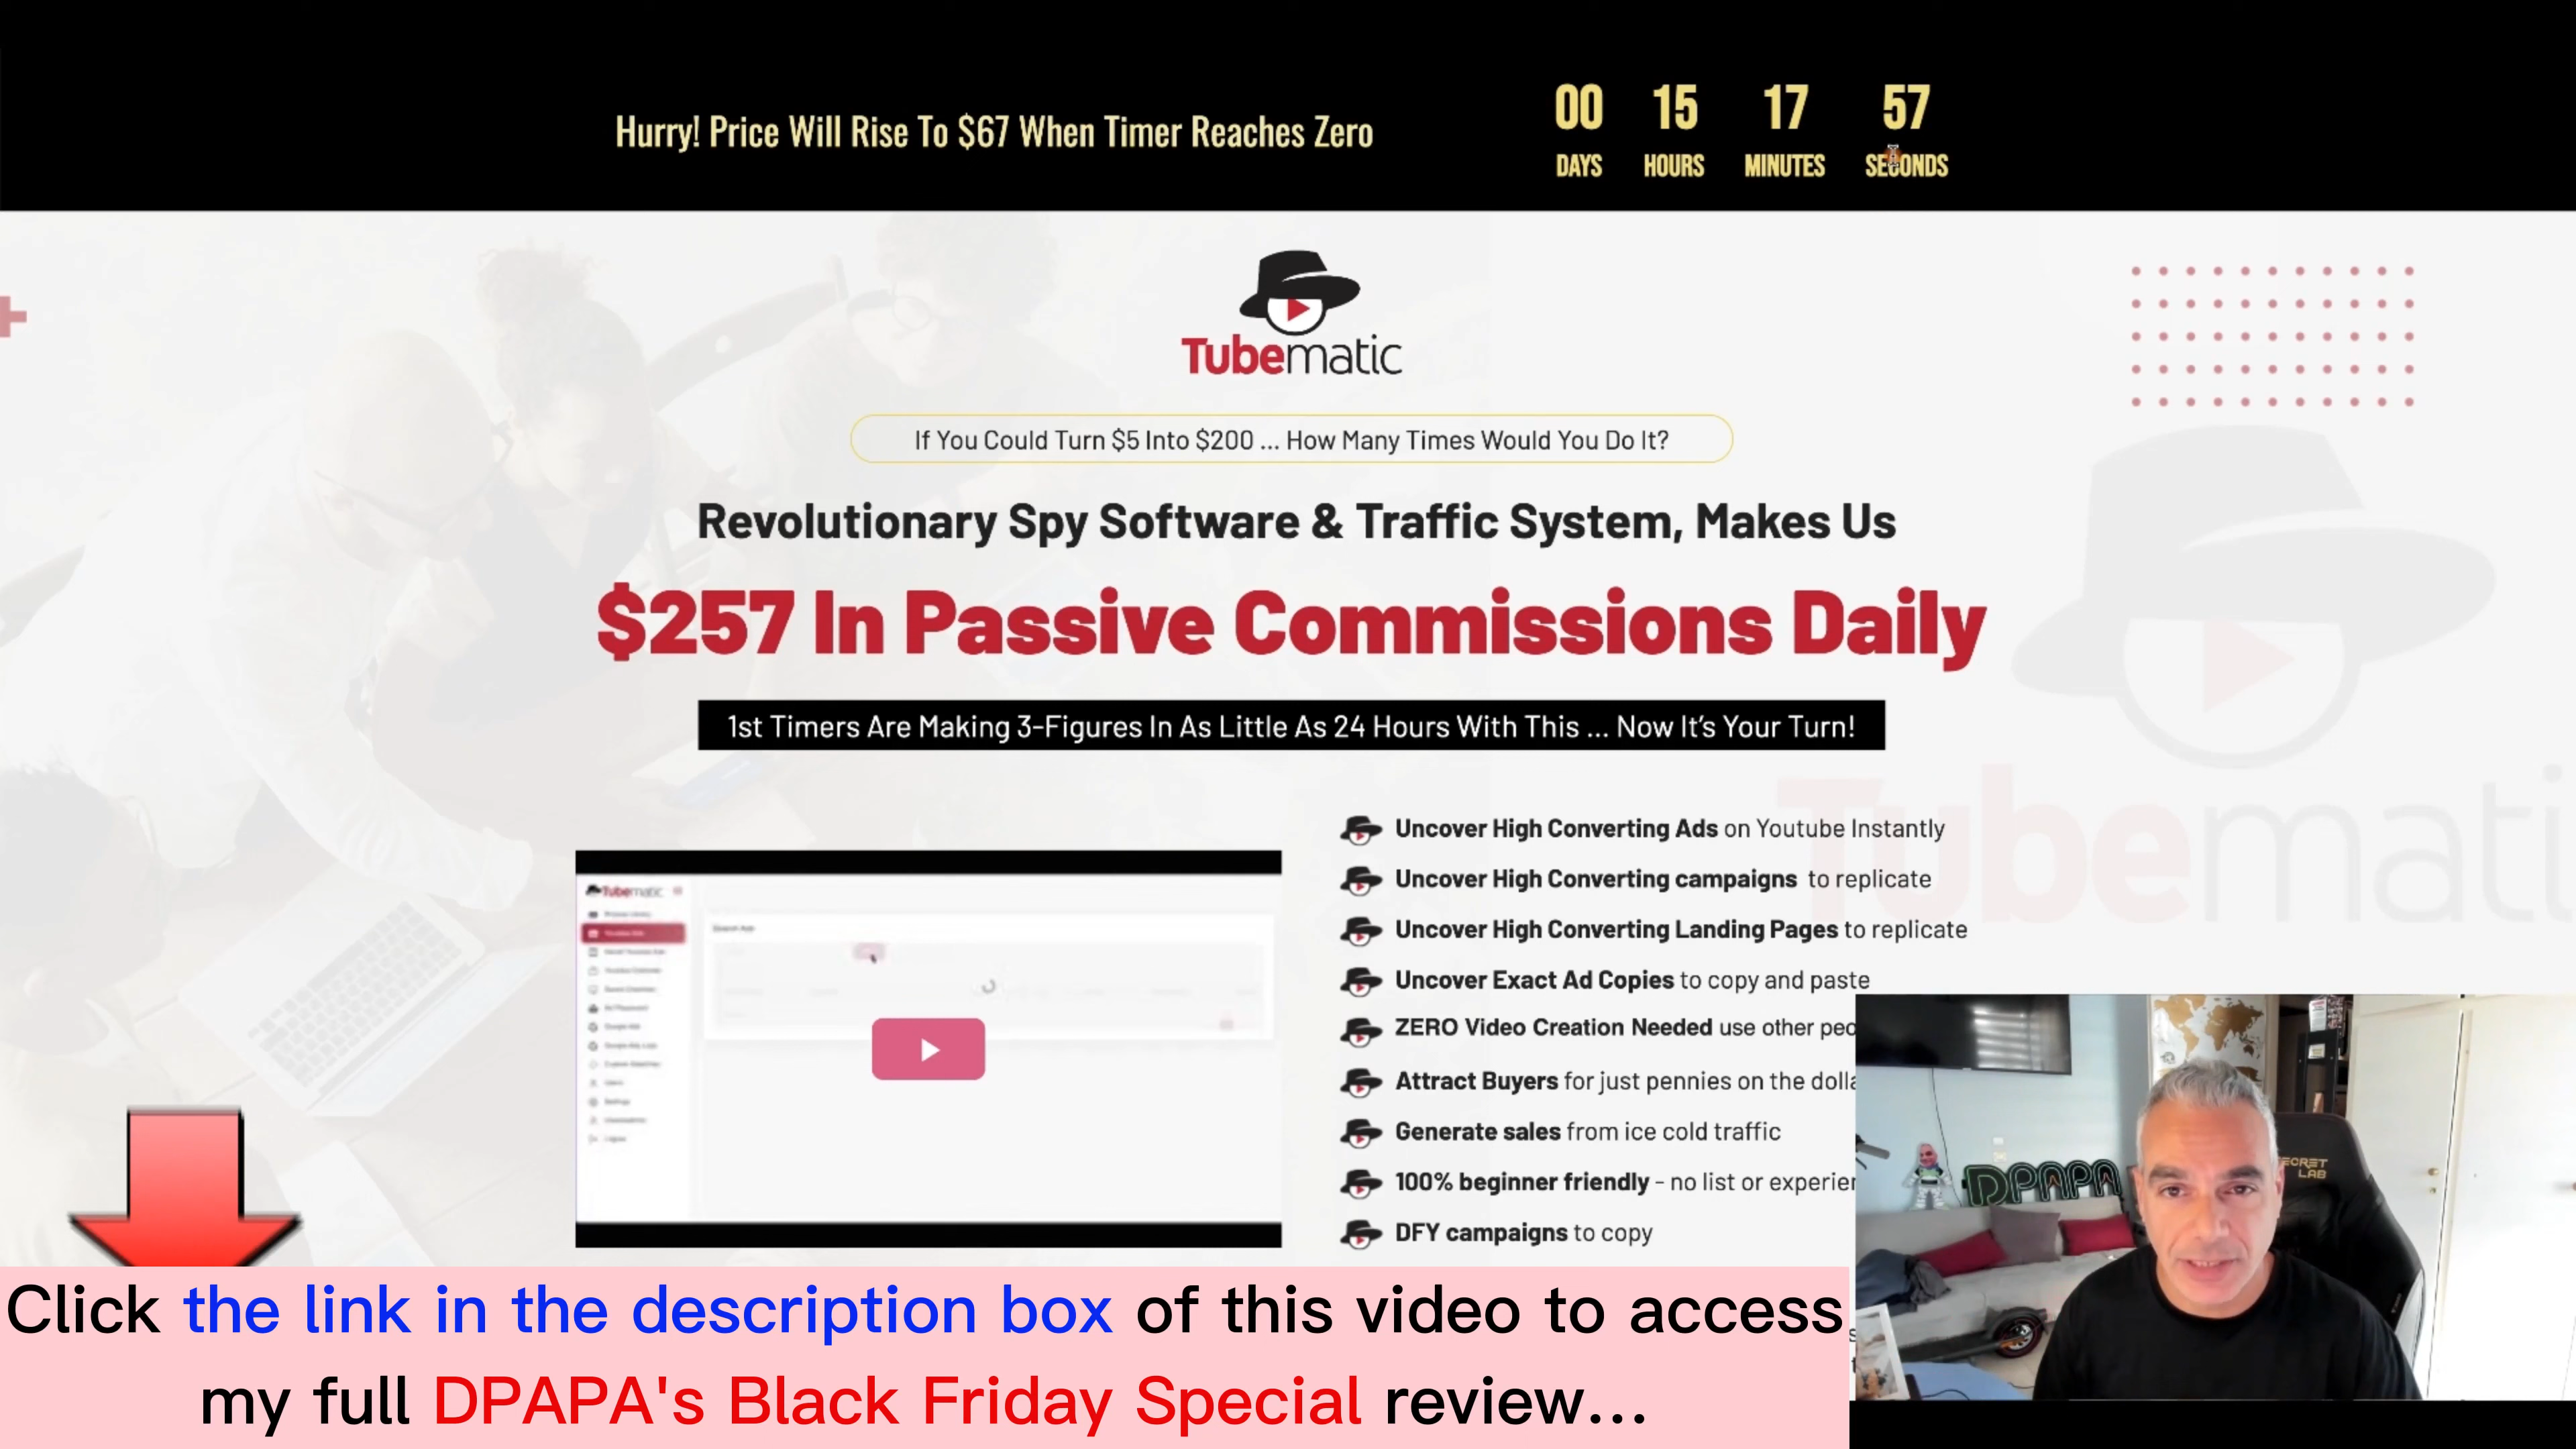 Hurry! Price Will Rise To $67 When Timer Reaches Zero
00 15 17 57
DAYS HOURS MINUTES SECONDS
Tubematic
If You Could Turn $5 Into $200 ... How Many Times Would You Do It?
Revolutionary Spy Software & Traffic System, Makes Us
$257 In Passive Commissions Daily
1st Timers Are Making 3-Figures In As Little As 24 Hours With This ... Now It's Your Turn!
Tubemati
Uncover High Converting Ads on Youtube Instantly
Uncover High Converting campaigns to replicate
Uncover High Converting Landing Pages to replicate
Uncover Exact Ad Copies to copy and paste
ZERO Video Creation Needed use other peo
Attract Buyers for just pennies on the dolla
Generate sales from ice cold traffic
100% beginner friendly - no list or experien
DFY campaigns to copy
Tubematic
DPAPA
ECRET
LAB
Click the link in the description box of this video to access
my full DPAPA's Black Friday Special review...